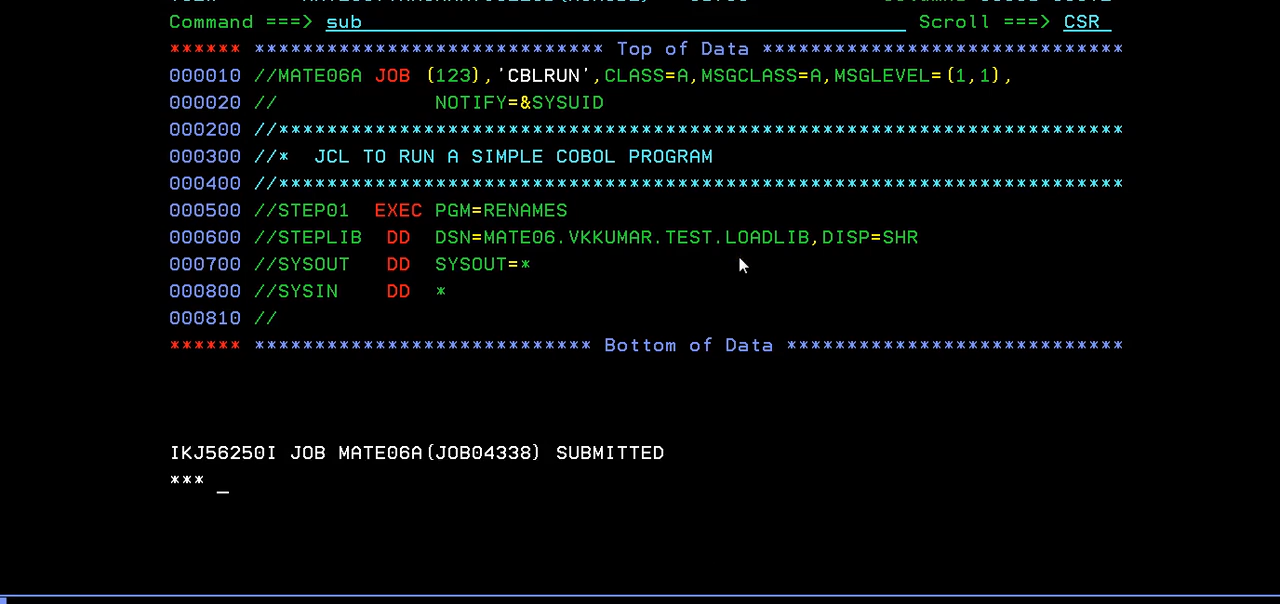 Command ===> sub Scroll ===> CSR
****** ***************************** Top of Data ******************************
000010 //MATE06A JOB (123),'CBLRUN',CLASS=A,MSGCLASS=A,MSGLEVEL=(1,1),
000020 //             NOTIFY=&SYSUID
000200 //**********************************************************************
000300 //*  JCL TO RUN A SIMPLE COBOL PROGRAM
000400 //**********************************************************************
000500 //STEP01  EXEC PGM=RENAMES
000600 //STEPLIB  DD  DSN=MATE06.VKKUMAR.TEST.LOADLIB,DISP=SHR
000700 //SYSOUT   DD  SYSOUT=*
000800 //SYSIN    DD  *
000810 //
****** **************************** Bottom of Data ****************************
IKJ56250I JOB MATE06A(JOB04338) SUBMITTED
*** _